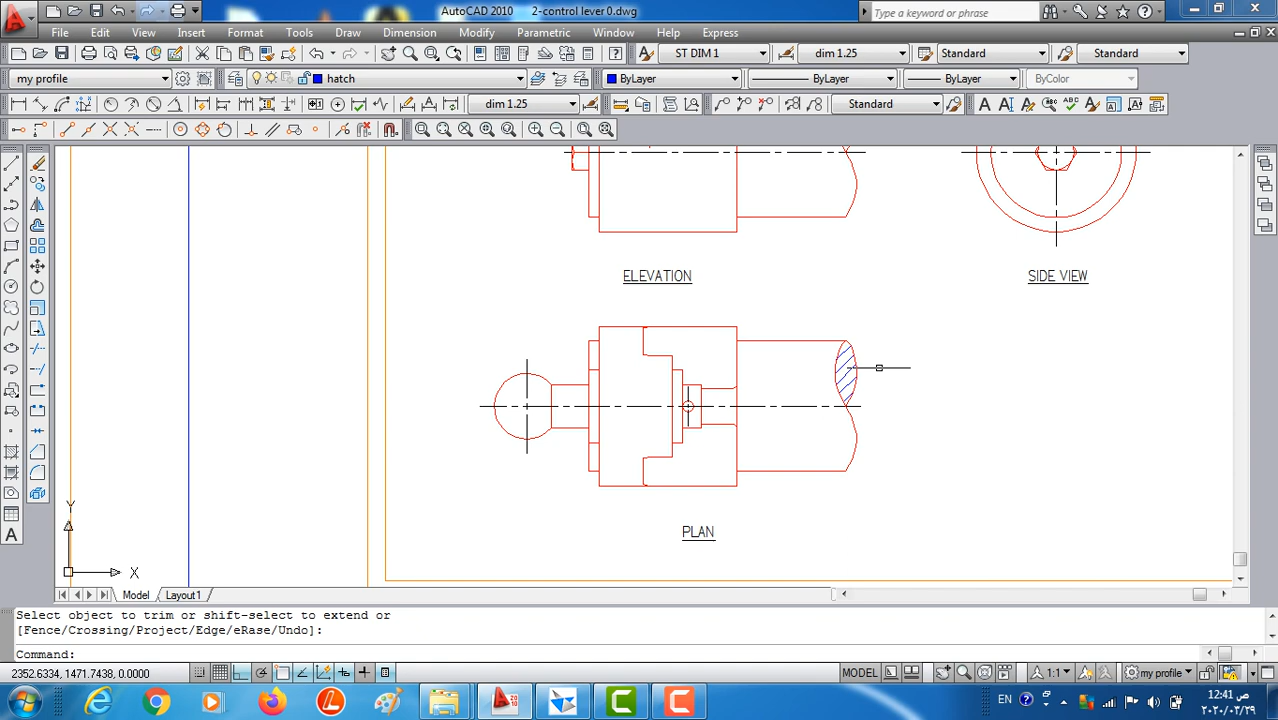 AutoCAD 2010 2-control lever 0.dwg
Type a keyword or phrase
File Edit View Insert Format Tools Draw Dimension Modify Parametric Window Help Express
ST DIM 1 dim 1.25 Standard Standard
my profile hatch ByLayer ByLayer ByLayer ByColor
dim 1.25 Standard
ELEVATION SIDE VIEW
PLAN
Y
X
Model Layout1
Select object to trim or shift-select to extend or
[Fence/Crossing/Project/Edge/eRase/Undo]:
Command:
2352.6334, 1471.7438, 0.0000 MODEL 1:1 my profile
EN 12:41 ص
٢٠٢٠/٠٣/٢٩